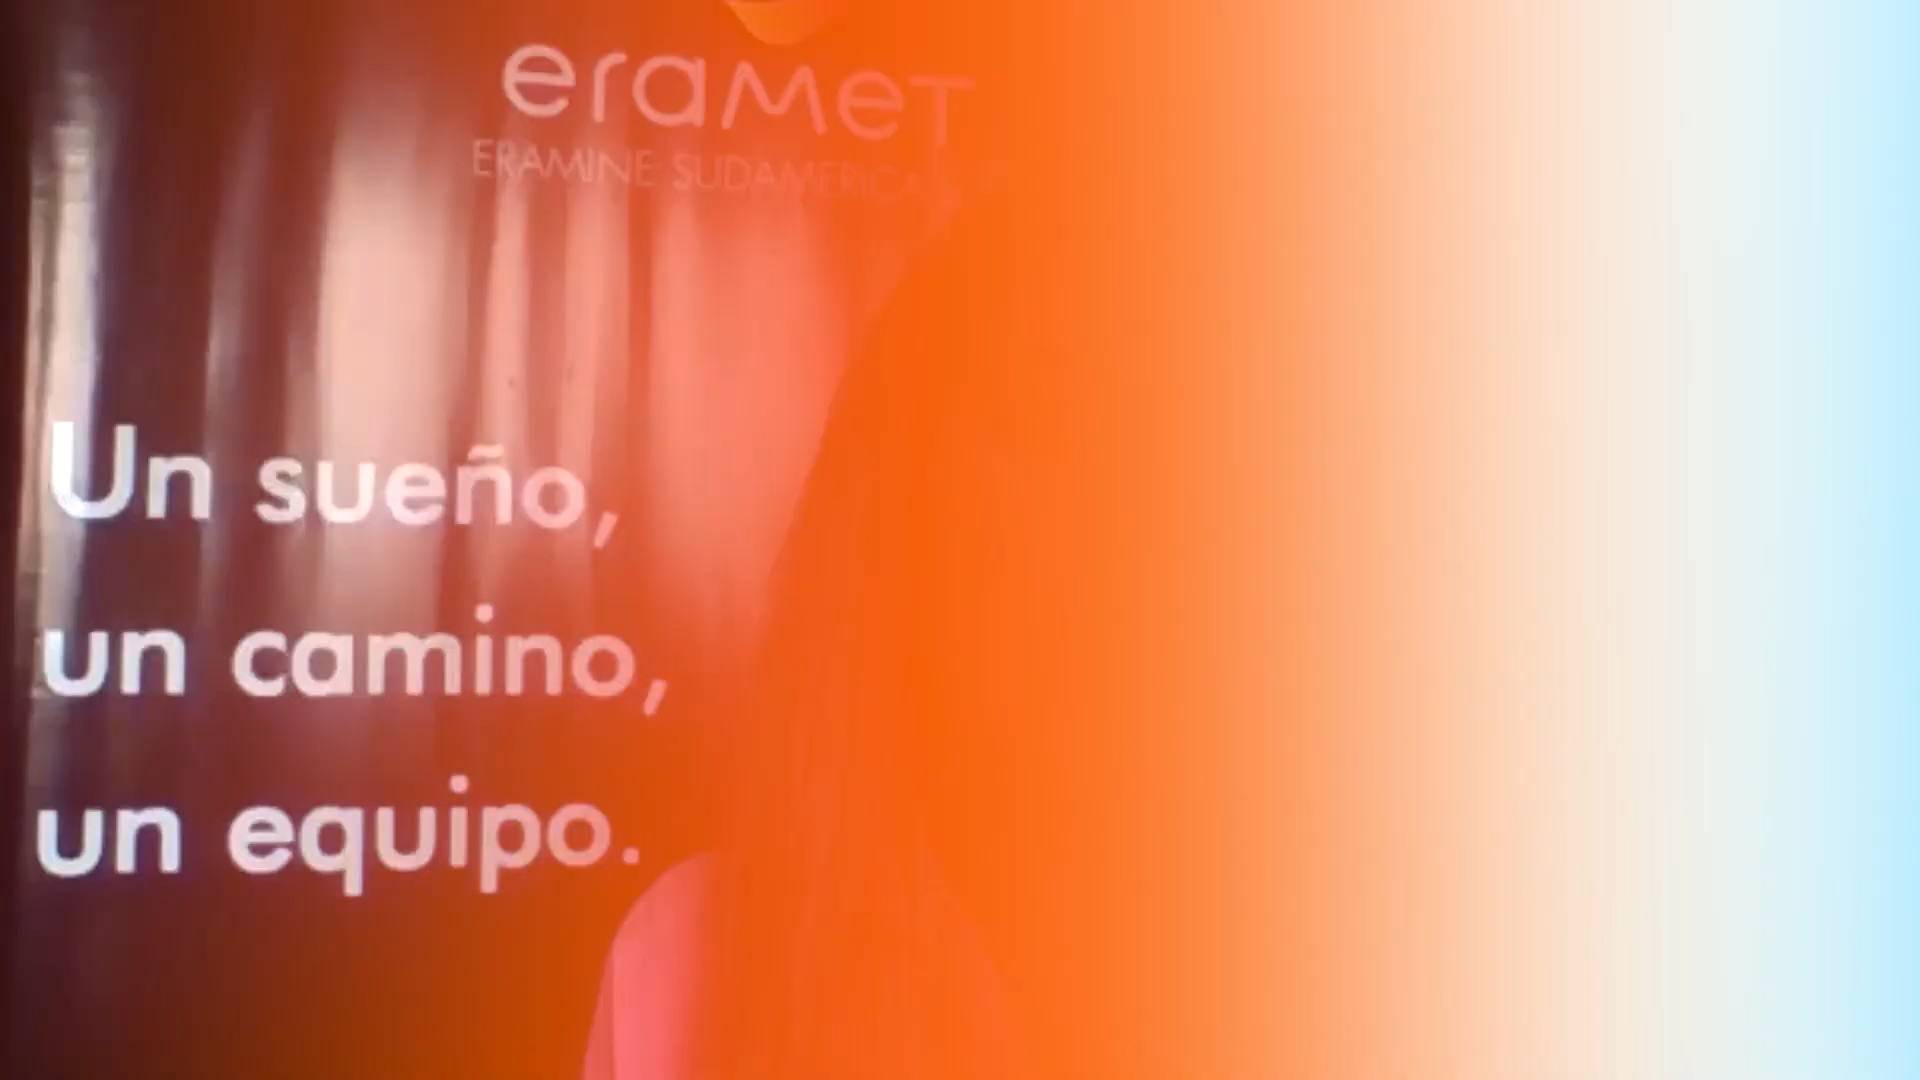 eramet
ERAMINE SUDAMERICA
Un sueño,
un camino,
un equipo.